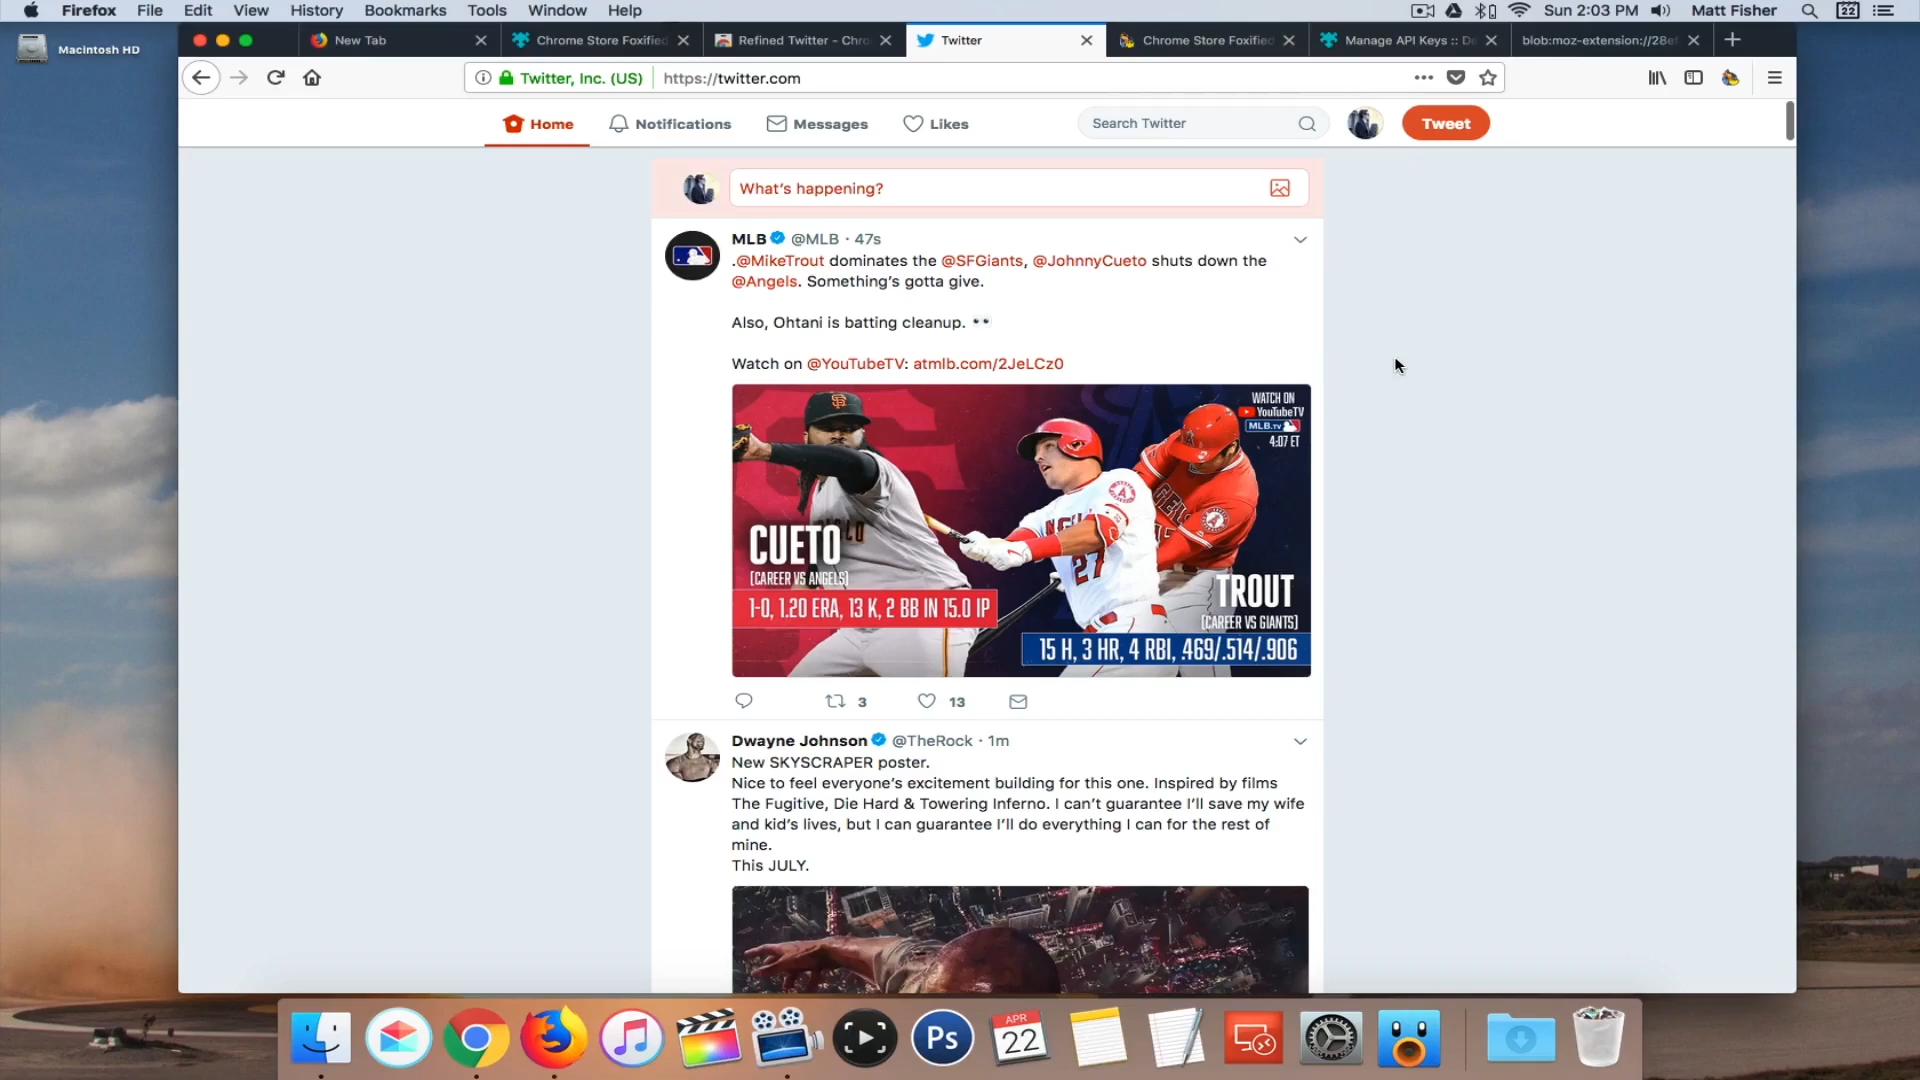 Firefox File Edit View History Bookmarks Tools Window Help
Sun 2:03 PM Matt Fisher 22
Macintosh HD
New Tab
Chrome Store Foxified
Refined Twitter - Chro
Twitter
Chrome Store Foxified
Manage API Keys :: De
blob:moz-extension://28ef
Twitter, Inc. (US) https://twitter.com
Home Notifications Messages Likes Search Twitter Tweet
What's happening?
MLB @MLB · 47s
.@MikeTrout dominates the @SFGiants, @JohnnyCueto shuts down the
@Angels. Something's gotta give.
Also, Ohtani is batting cleanup. 👀
Watch on @YouTubeTV: atmlb.com/2JeLCz0
WATCH ON
YouTubeTV
MLB.TV
4:07 ET
CUETO
[CAREER VS ANGELS]
1-0, 1.20 ERA, 13 K, 2 BB IN 15.0 IP
27
TROUT
[CAREER VS GIANTS]
15 H, 3 HR, 4 RBI, .469/.514/.906
3 13
Dwayne Johnson @TheRock · 1m
New SKYSCRAPER poster.
Nice to feel everyone's excitement building for this one. Inspired by films
The Fugitive, Die Hard & Towering Inferno. I can't guarantee I'll save my wife
and kid's lives, but I can guarantee I'll do everything I can for the rest of
mine.
This JULY.
Ps
APR
22